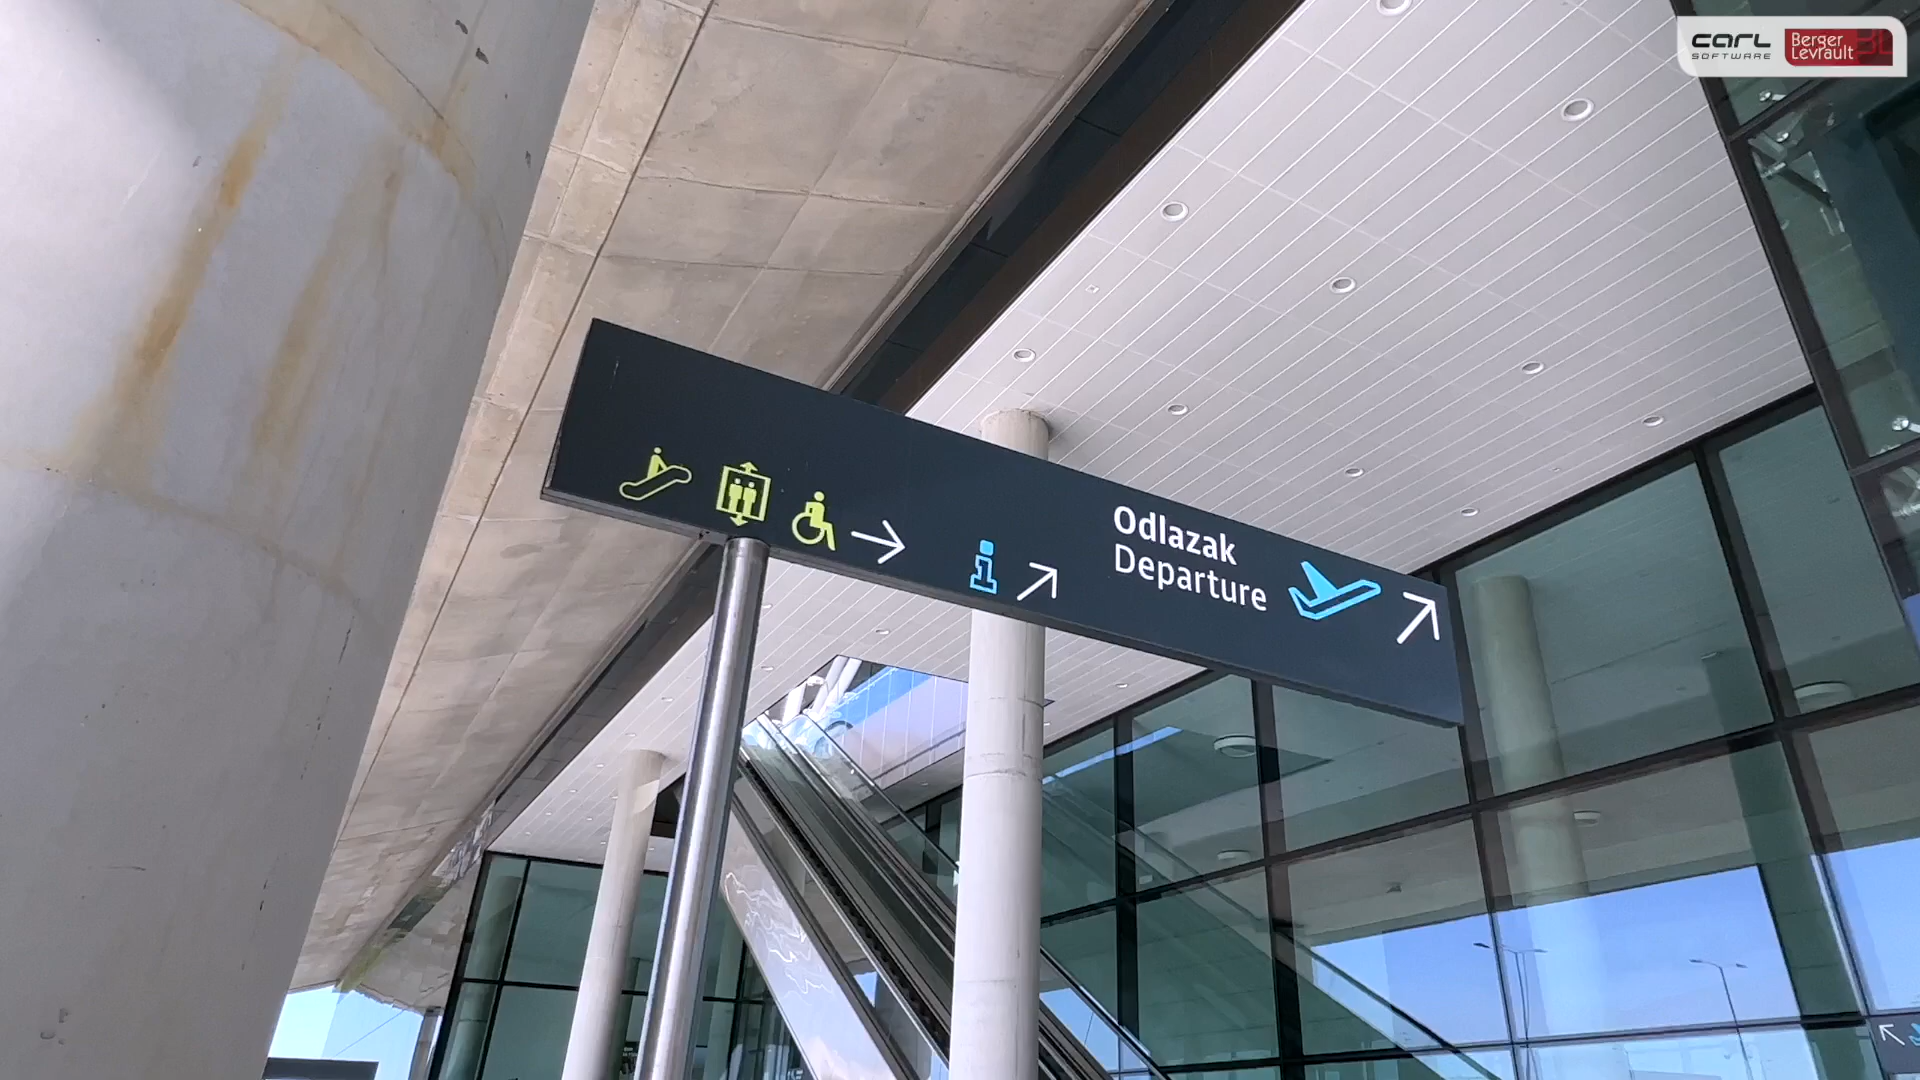 CARL
SOFTWARE
Berger
Levrault
Odlazak
Departure